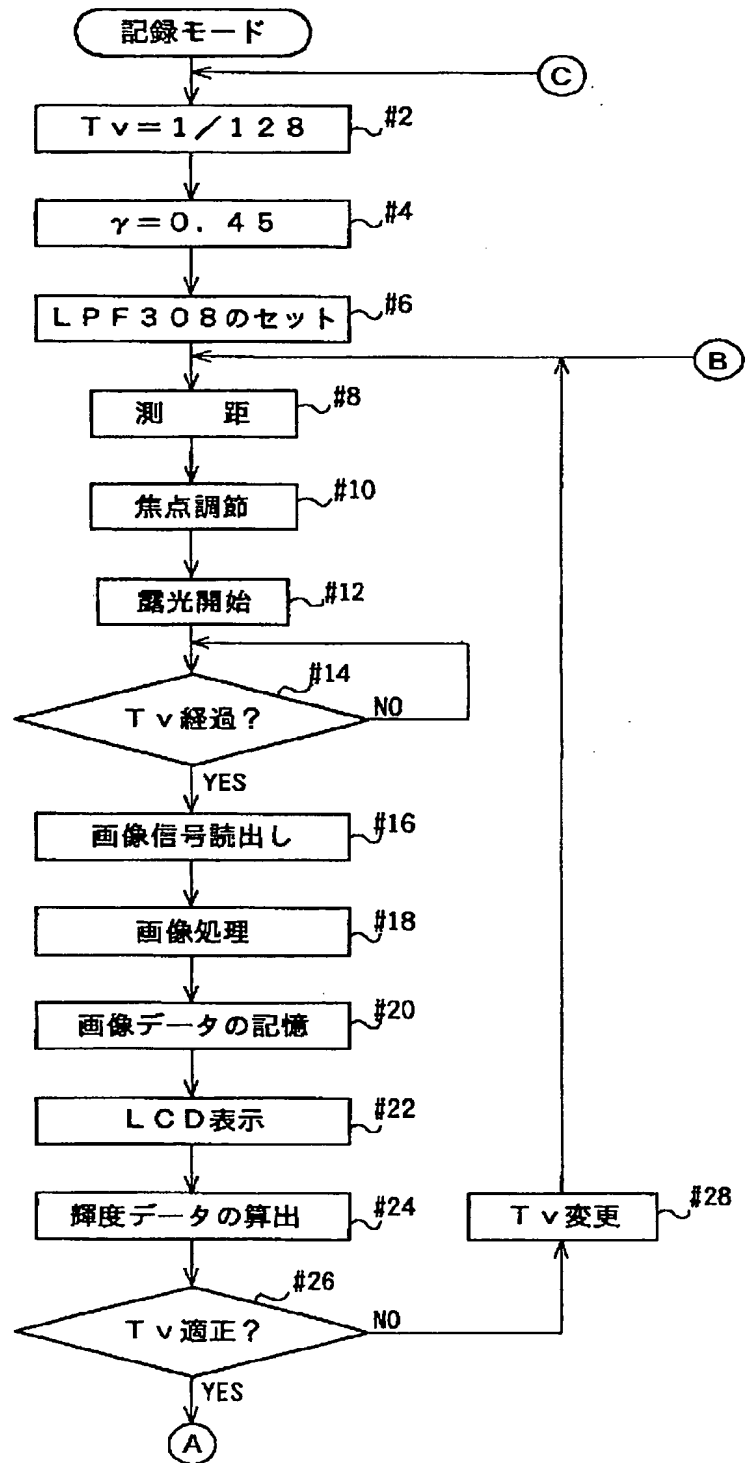 記録モード
C
Tv=1/128
#2
γ=0.45
#4
LPF308のセット
#6
B
測 距
#8
焦点調節
#10
露光開始
#12
#14
Tv経過?
NO
YES
画像信号読出し
#16
画像処理
#18
画像データの記憶
#20
LCD表示
#22
輝度データの算出
#24
Tv変更
#28
#26
Tv適正?
NO
YES
A